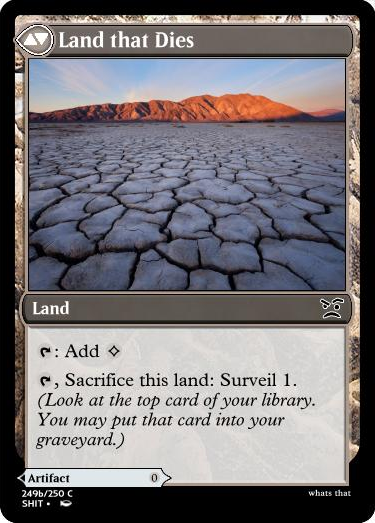 Land that Dies
Land
: Add
, Sacrifice this land: Surveil 1.
(Look at the top card of your library.
You may put that card into your
graveyard.)
Artifact 0
249b/250 C
SHIT •
whats that